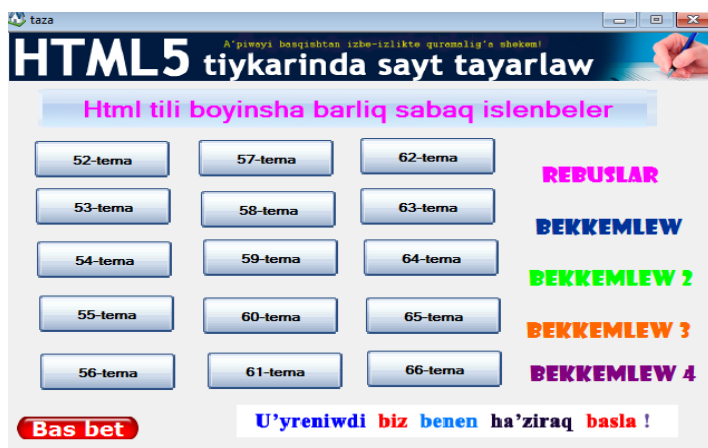 taza
A'piwayi basqishtan izbe-izlikte quramalig'a shekem!
HTML5 tiykarinda sayt tayarlaw
Html tili boyinsha barliq sabaq islenbeler
52-tema 57-tema 62-tema
REBUSLAR
53-tema 58-tema 63-tema
BEKKEMLEW
54-tema 59-tema 64-tema
BEKKEMLEW 2
55-tema 60-tema 65-tema
BEKKEMLEW 3
56-tema 61-tema 66-tema
BEKKEMLEW 4
Bas bet
U'yreniwdi biz benen ha'ziraq basla !